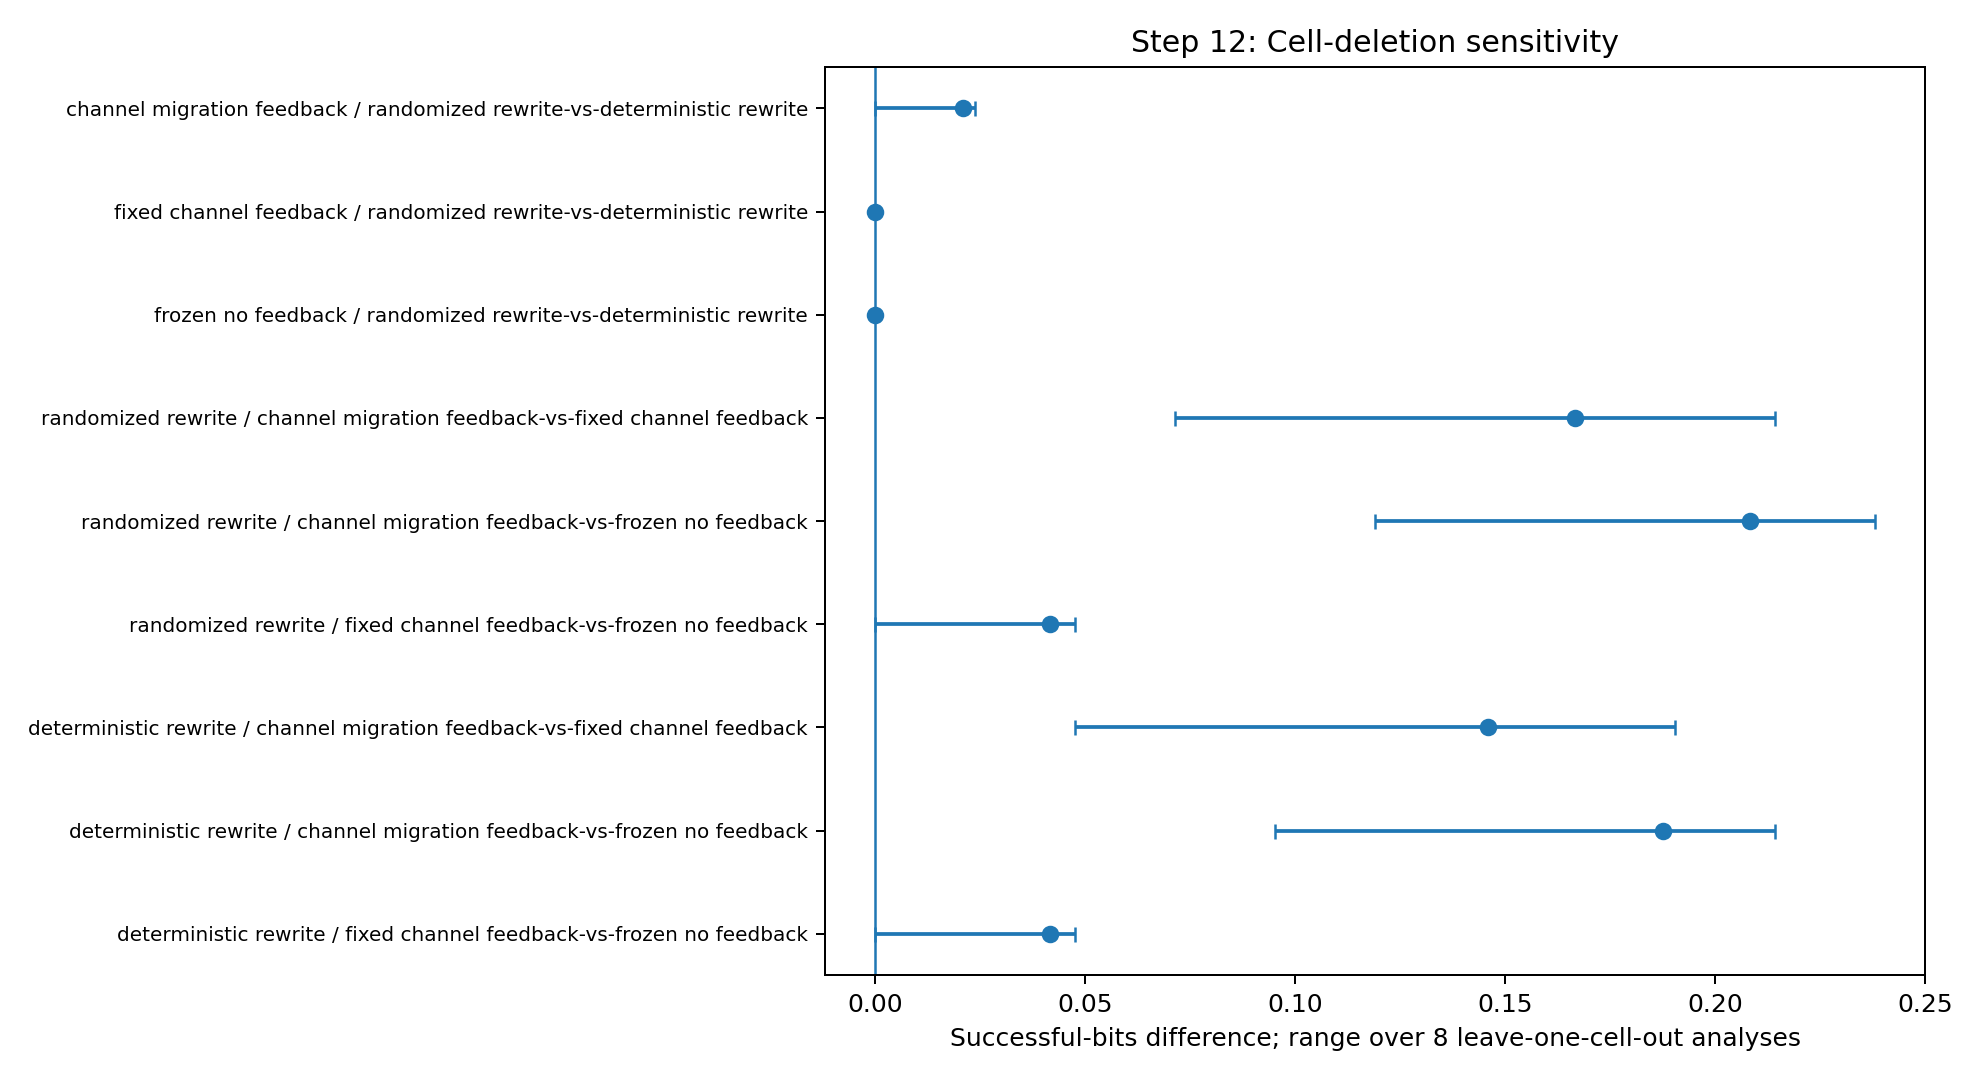 Step 12: Cell-deletion sensitivity
channel migration feedback / randomized rewrite-vs-deterministic rewrite
fixed channel feedback / randomized rewrite-vs-deterministic rewrite
frozen no feedback / randomized rewrite-vs-deterministic rewrite
randomized rewrite / channel migration feedback-vs-fixed channel feedback
randomized rewrite / channel migration feedback-vs-frozen no feedback
randomized rewrite / fixed channel feedback-vs-frozen no feedback
deterministic rewrite / channel migration feedback-vs-fixed channel feedback
deterministic rewrite / channel migration feedback-vs-frozen no feedback
deterministic rewrite / fixed channel feedback-vs-frozen no feedback
0.00 0.05 0.10 0.15 0.20 0.25
Successful-bits difference; range over 8 leave-one-cell-out analyses